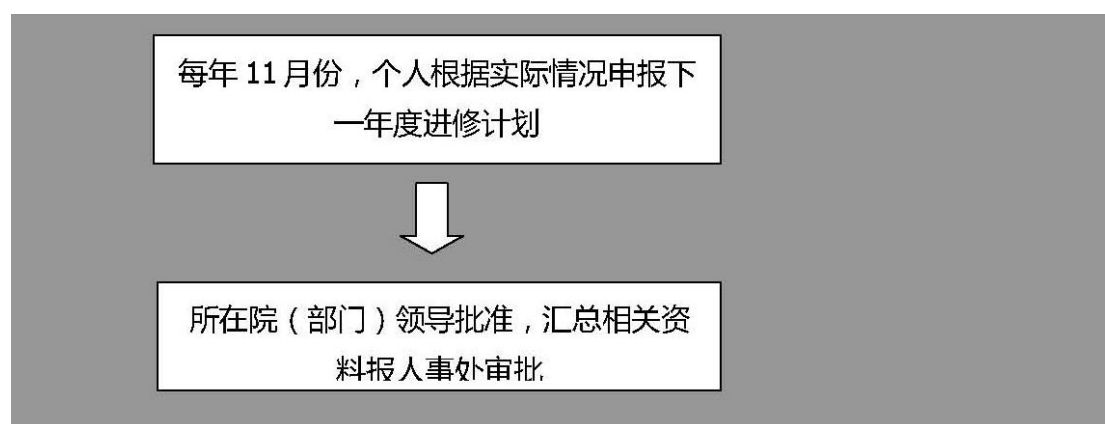 每年 11 月份，个人根据实际情况申报下
一年度进修计划
所在院（部门）领导批准，汇总相关资
料报人事处审批